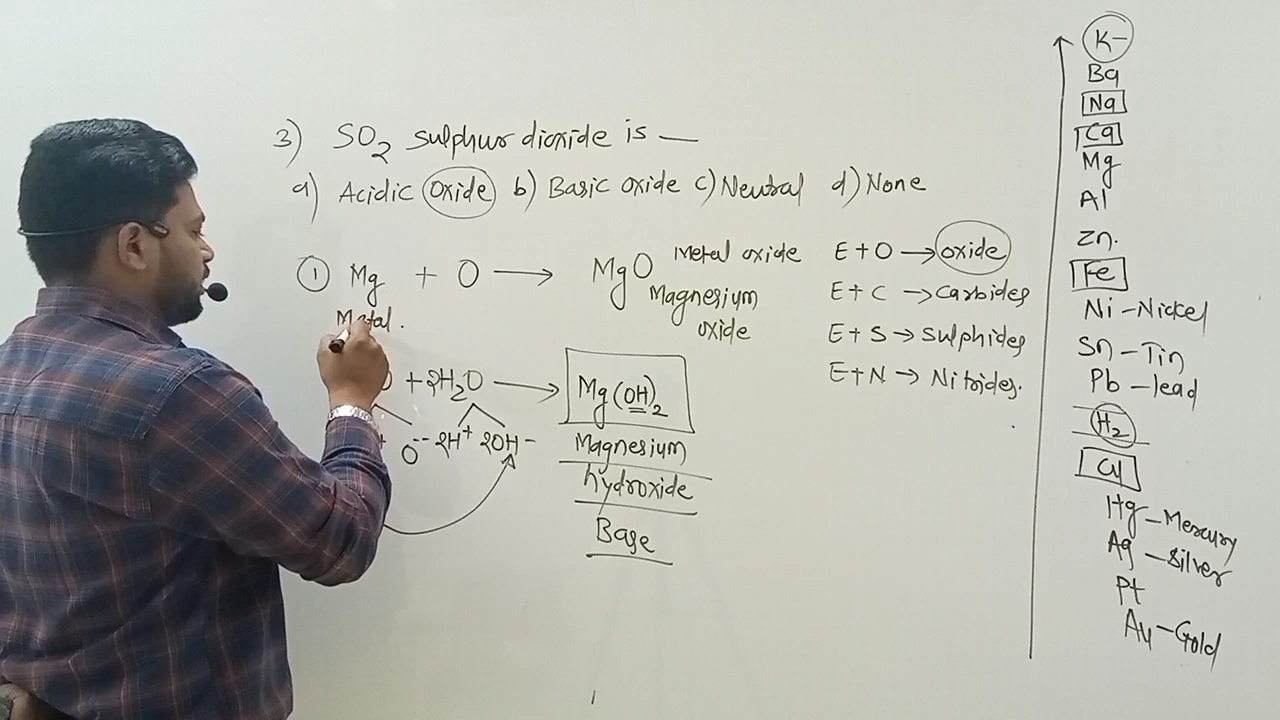 3) SO2 sulphur dioxide is —
a) Acidic Oxide b) Basic oxide c) Neutral d) None
① Mg + O → MgO Metal oxide
Magnesium oxide
Metal.
O + 2H2O → Mg(OH)2
+ O-- 2H+ 2OH-
Magnesium
hydroxide
Base
E + O → oxide
E + C → Carbides
E + S → Sulphides
E + N → Nitrides.
K
Ba
Na
Ca
Mg
Al
Zn.
Fe
Ni - Nickel
Sn - Tin
Pb - lead
H2
Cu
Hg - Mercury
Ag - Silver
Pt
Au - Gold